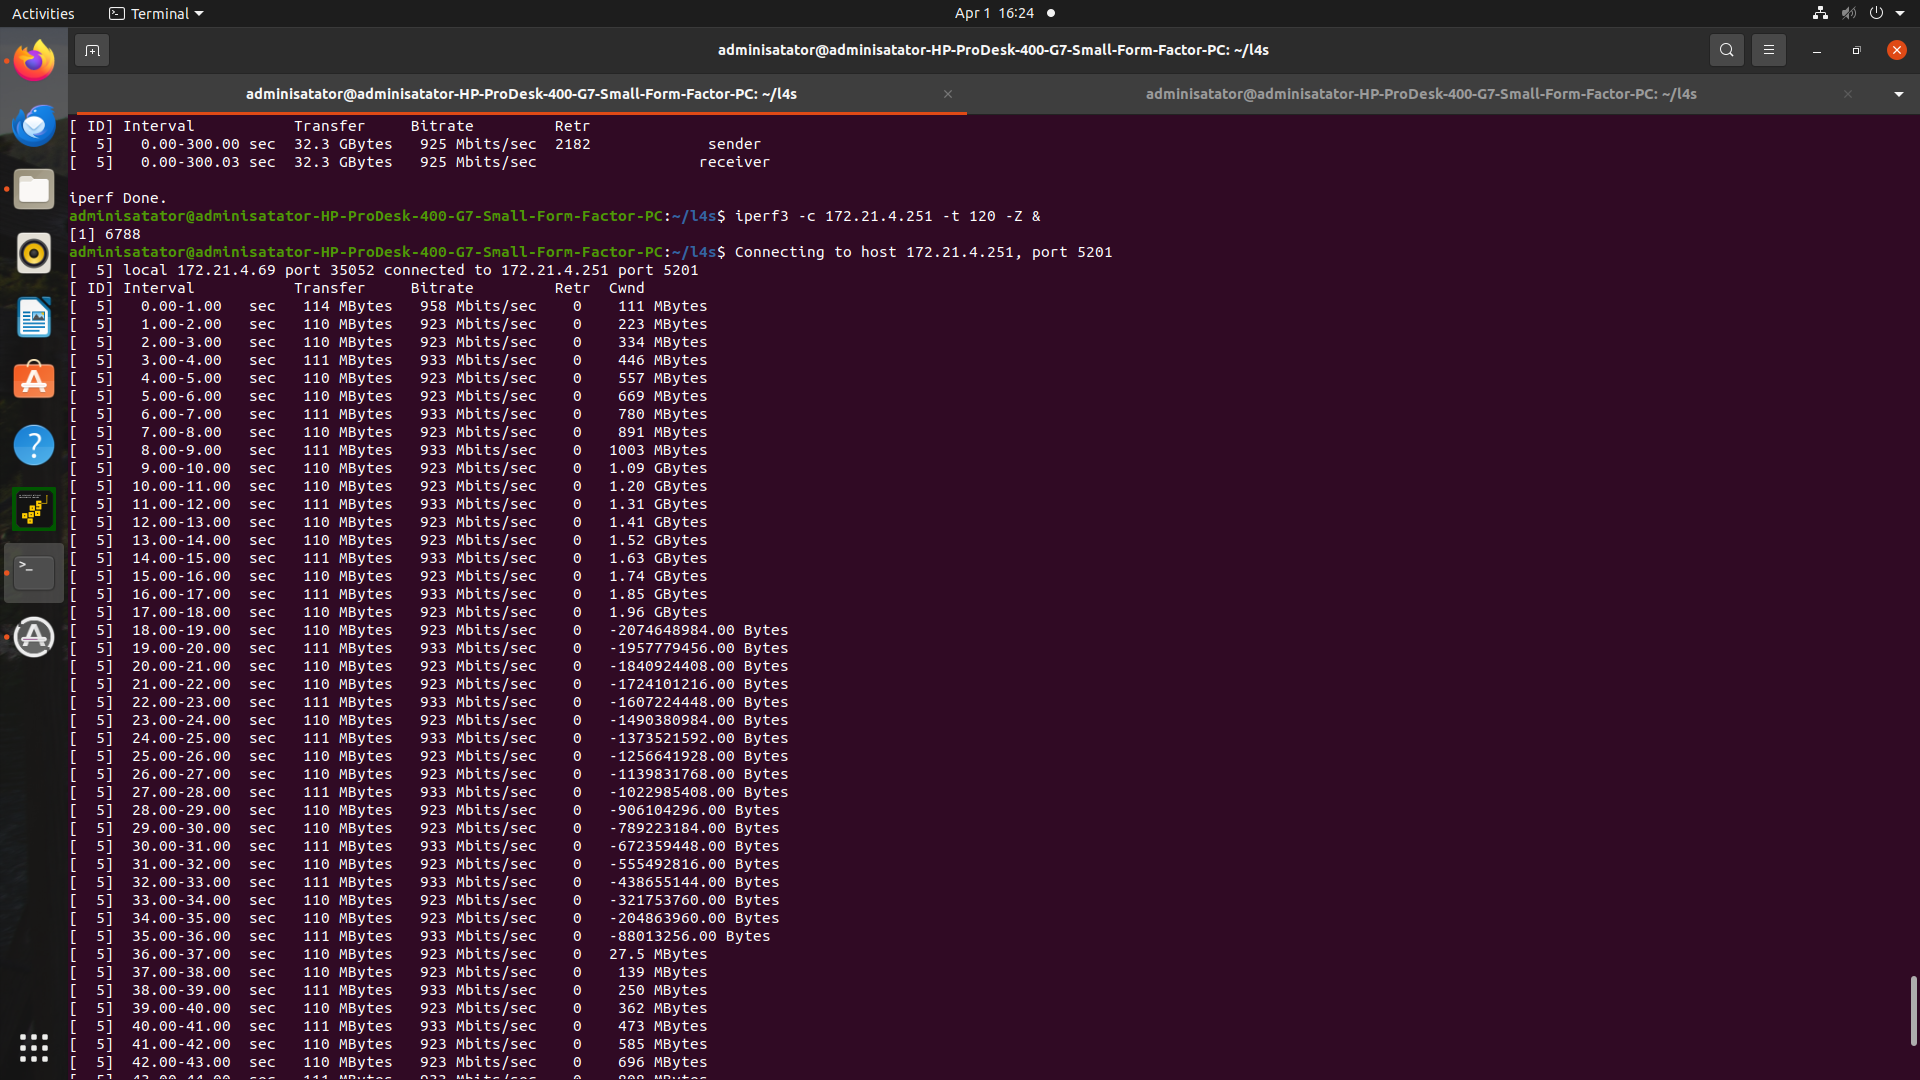 Activities
Terminal
Apr 1 16:24
adminisatator@adminisatator-HP-ProDesk-400-G7-Small-Form-Factor-PC: ~/l4s
adminisatator@adminisatator-HP-ProDesk-400-G7-Small-Form-Factor-PC: ~/l4s
adminisatator@adminisatator-HP-ProDesk-400-G7-Small-Form-Factor-PC: ~/l4s
[ ID] Interval           Transfer     Bitrate         Retr
[  5]   0.00-300.00 sec  32.3 GBytes   925 Mbits/sec  2182             sender
[  5]   0.00-300.03 sec  32.3 GBytes   925 Mbits/sec                  receiver
iperf Done.
adminisatator@adminisatator-HP-ProDesk-400-G7-Small-Form-Factor-PC:~/l4s$ iperf3 -c 172.21.4.251 -t 120 -Z &
[1] 6788
adminisatator@adminisatator-HP-ProDesk-400-G7-Small-Form-Factor-PC:~/l4s$ Connecting to host 172.21.4.251, port 5201
[  5] local 172.21.4.69 port 35052 connected to 172.21.4.251 port 5201
[ ID] Interval           Transfer     Bitrate         Retr  Cwnd
[  5]   0.00-1.00   sec   114 MBytes   958 Mbits/sec    0    111 MBytes
[  5]   1.00-2.00   sec   110 MBytes   923 Mbits/sec    0    223 MBytes
[  5]   2.00-3.00   sec   110 MBytes   923 Mbits/sec    0    334 MBytes
[  5]   3.00-4.00   sec   111 MBytes   933 Mbits/sec    0    446 MBytes
[  5]   4.00-5.00   sec   110 MBytes   923 Mbits/sec    0    557 MBytes
[  5]   5.00-6.00   sec   110 MBytes   923 Mbits/sec    0    669 MBytes
[  5]   6.00-7.00   sec   111 MBytes   933 Mbits/sec    0    780 MBytes
[  5]   7.00-8.00   sec   110 MBytes   923 Mbits/sec    0    891 MBytes
[  5]   8.00-9.00   sec   111 MBytes   933 Mbits/sec    0   1003 MBytes
[  5]   9.00-10.00  sec   110 MBytes   923 Mbits/sec    0   1.09 GBytes
[  5]  10.00-11.00  sec   110 MBytes   923 Mbits/sec    0   1.20 GBytes
[  5]  11.00-12.00  sec   111 MBytes   933 Mbits/sec    0   1.31 GBytes
[  5]  12.00-13.00  sec   110 MBytes   923 Mbits/sec    0   1.41 GBytes
[  5]  13.00-14.00  sec   110 MBytes   923 Mbits/sec    0   1.52 GBytes
[  5]  14.00-15.00  sec   111 MBytes   933 Mbits/sec    0   1.63 GBytes
[  5]  15.00-16.00  sec   110 MBytes   923 Mbits/sec    0   1.74 GBytes
[  5]  16.00-17.00  sec   111 MBytes   933 Mbits/sec    0   1.85 GBytes
[  5]  17.00-18.00  sec   110 MBytes   923 Mbits/sec    0   1.96 GBytes
[  5]  18.00-19.00  sec   110 MBytes   923 Mbits/sec    0   -2074648984.00 Bytes
[  5]  19.00-20.00  sec   111 MBytes   933 Mbits/sec    0   -1957779456.00 Bytes
[  5]  20.00-21.00  sec   110 MBytes   923 Mbits/sec    0   -1840924408.00 Bytes
[  5]  21.00-22.00  sec   110 MBytes   923 Mbits/sec    0   -1724101216.00 Bytes
[  5]  22.00-23.00  sec   111 MBytes   933 Mbits/sec    0   -1607224448.00 Bytes
[  5]  23.00-24.00  sec   110 MBytes   923 Mbits/sec    0   -1490380984.00 Bytes
[  5]  24.00-25.00  sec   111 MBytes   933 Mbits/sec    0   -1373521592.00 Bytes
[  5]  25.00-26.00  sec   110 MBytes   923 Mbits/sec    0   -1256641928.00 Bytes
[  5]  26.00-27.00  sec   110 MBytes   923 Mbits/sec    0   -1139831768.00 Bytes
[  5]  27.00-28.00  sec   111 MBytes   933 Mbits/sec    0   -1022985408.00 Bytes
[  5]  28.00-29.00  sec   110 MBytes   923 Mbits/sec    0   -906104296.00 Bytes
[  5]  29.00-30.00  sec   110 MBytes   923 Mbits/sec    0   -789223184.00 Bytes
[  5]  30.00-31.00  sec   111 MBytes   933 Mbits/sec    0   -672359448.00 Bytes
[  5]  31.00-32.00  sec   110 MBytes   923 Mbits/sec    0   -555492816.00 Bytes
[  5]  32.00-33.00  sec   111 MBytes   933 Mbits/sec    0   -438655144.00 Bytes
[  5]  33.00-34.00  sec   110 MBytes   923 Mbits/sec    0   -321753760.00 Bytes
[  5]  34.00-35.00  sec   110 MBytes   923 Mbits/sec    0   -204863960.00 Bytes
[  5]  35.00-36.00  sec   111 MBytes   933 Mbits/sec    0   -88013256.00 Bytes
[  5]  36.00-37.00  sec   110 MBytes   923 Mbits/sec    0   27.5 MBytes
[  5]  37.00-38.00  sec   110 MBytes   923 Mbits/sec    0    139 MBytes
[  5]  38.00-39.00  sec   111 MBytes   933 Mbits/sec    0    250 MBytes
[  5]  39.00-40.00  sec   110 MBytes   923 Mbits/sec    0    362 MBytes
[  5]  40.00-41.00  sec   111 MBytes   933 Mbits/sec    0    473 MBytes
[  5]  41.00-42.00  sec   110 MBytes   923 Mbits/sec    0    585 MBytes
[  5]  42.00-43.00  sec   110 MBytes   923 Mbits/sec    0    696 MBytes